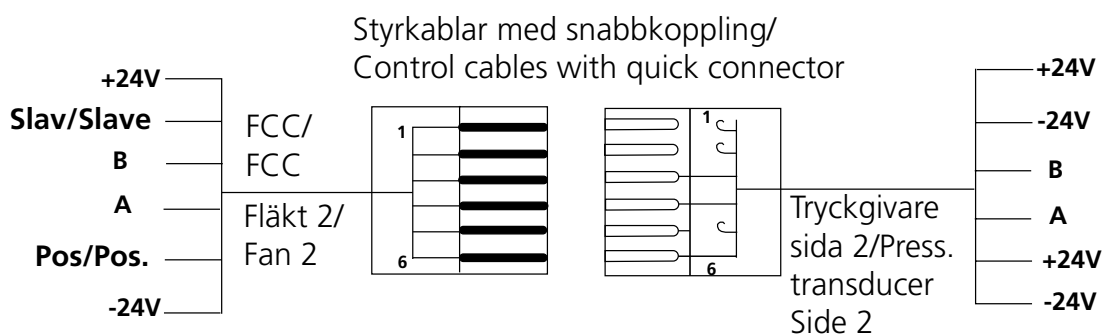 Styrkablar med snabbkoppling/
Control cables with quick connector
+24V
Slav/Slave
B
A
Pos/Pos.
-24V
FCC/
FCC
Fläkt 2/
Fan 2
1
6
1
6
Tryckgivare
sida 2/Press.
transducer
Side 2
+24V
-24V
B
A
+24V
-24V